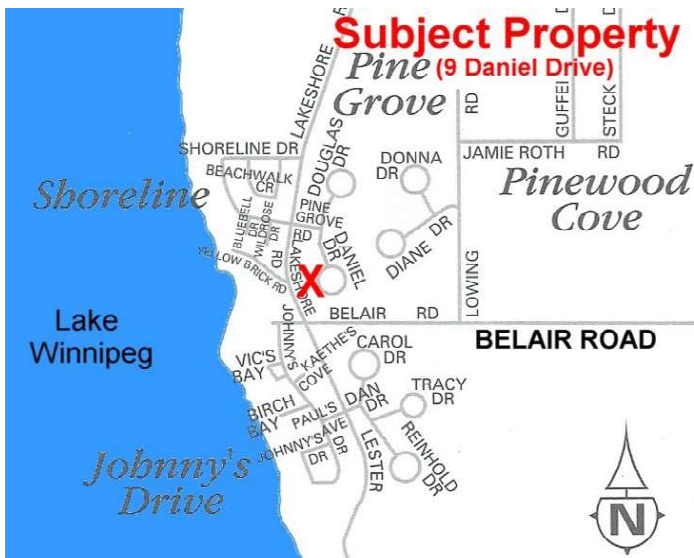 Subject Property
(9 Daniel Drive)
Pine
Grove
LAKESHORE
RD
GUFFEI
STECK
SHORELINE DR
DOUGLAS
DR
DONNA
DR
JAMIE ROTH RD
BEACHWALK
CR
Shoreline
Pinewood
Cove
BLUEBELL
DR
WILDROSE
DR
PINE
GROVE
RD
DANIEL
DR
DIANE DR
YELLOW BRICK RD
LAKESHORE
RD
X
LOWING
BELAIR RD
BELAIR ROAD
Lake
Winnipeg
JOHNNY'S
KAETHE'S
COVE
CAROL
DR
VIC'S
BAY
TRACY
DR
BIRCH
BAY
PAUL'S
AVE
DAN
DR
JOHNNY'S
DR
DR
LESTER
REINHOLD
DR
Johnny's
Drive
N